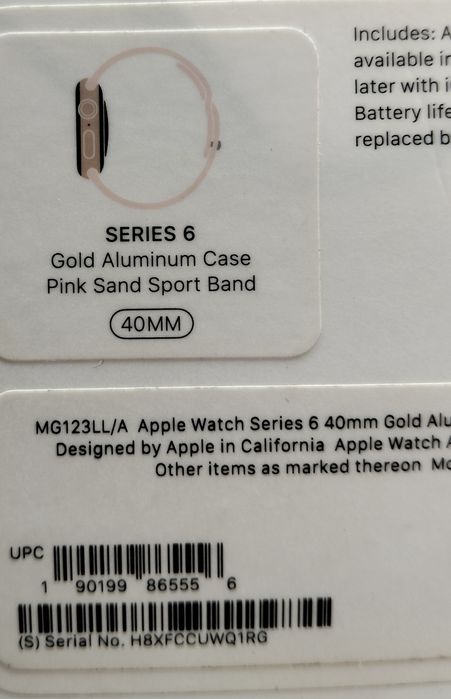 Includes: A
available in
later with i
Battery life
replaced b
SERIES 6
Gold Aluminum Case
Pink Sand Sport Band
40MM
MG123LL/A Apple Watch Series 6 40mm Gold Alu
Designed by Apple in California Apple Watch A
Other items as marked thereon Mo
UPC
1 90199 86555 6
(S) Serial No. H8XFCCUWQ1RG